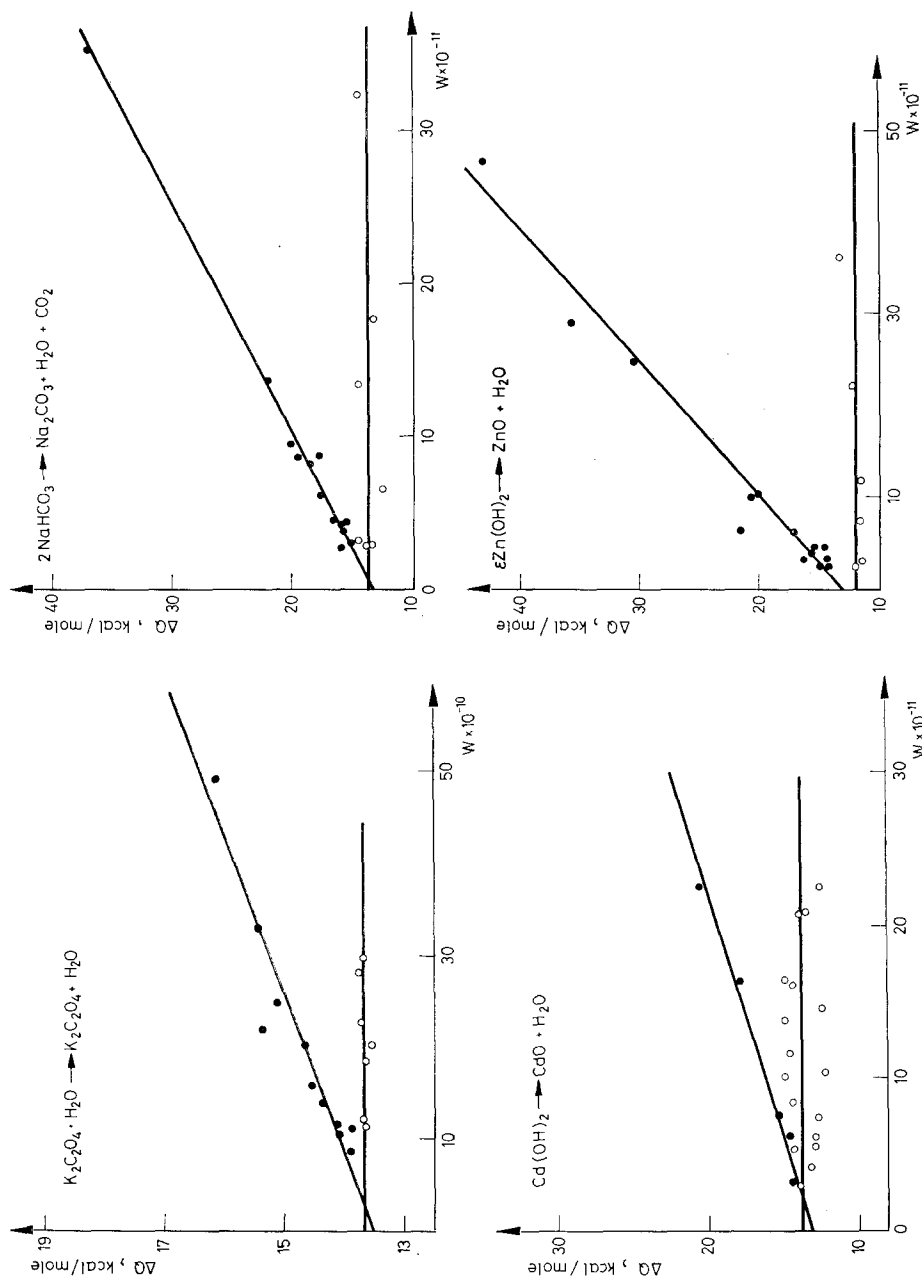 K₂C₂O₄ · H₂O → K₂C₂O₄ + H₂O
ΔQ , kcal / mole
19
17
15
13
10
30
50
W×10⁻¹⁰
2 NaHCO₃ → Na₂CO₃ + H₂O + CO₂
ΔQ , kcal / mole
40
30
20
10
0
10
20
30
W×10⁻¹¹
Cd (OH)₂ → CdO + H₂O
ΔQ , kcal / mole
30
20
10
0
10
20
30
W×10⁻¹¹
εZn(OH)₂ → ZnO + H₂O
ΔQ , kcal / mole
40
30
20
10
10
30
50
W×10⁻¹¹